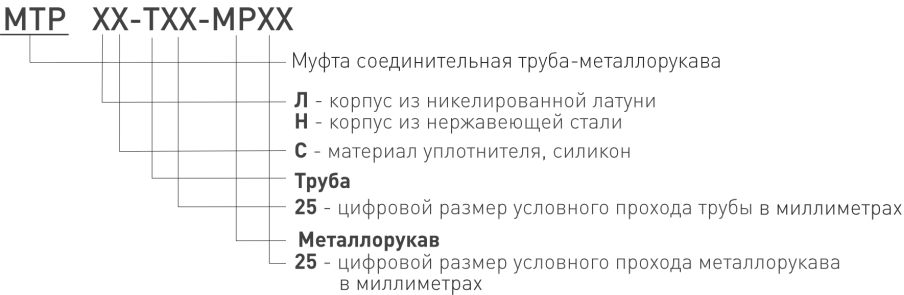 МТР ХХ-ТХХ-МРХХ
Муфта соединительная труба-металлорукава
Л - корпус из никелированной латуни
Н - корпус из нержавеющей стали
С - материал уплотнителя, силикон
Труба
25 - цифровой размер условного прохода трубы в миллиметрах
Металлорукав
25 - цифровой размер условного прохода металлорукава
в миллиметрах